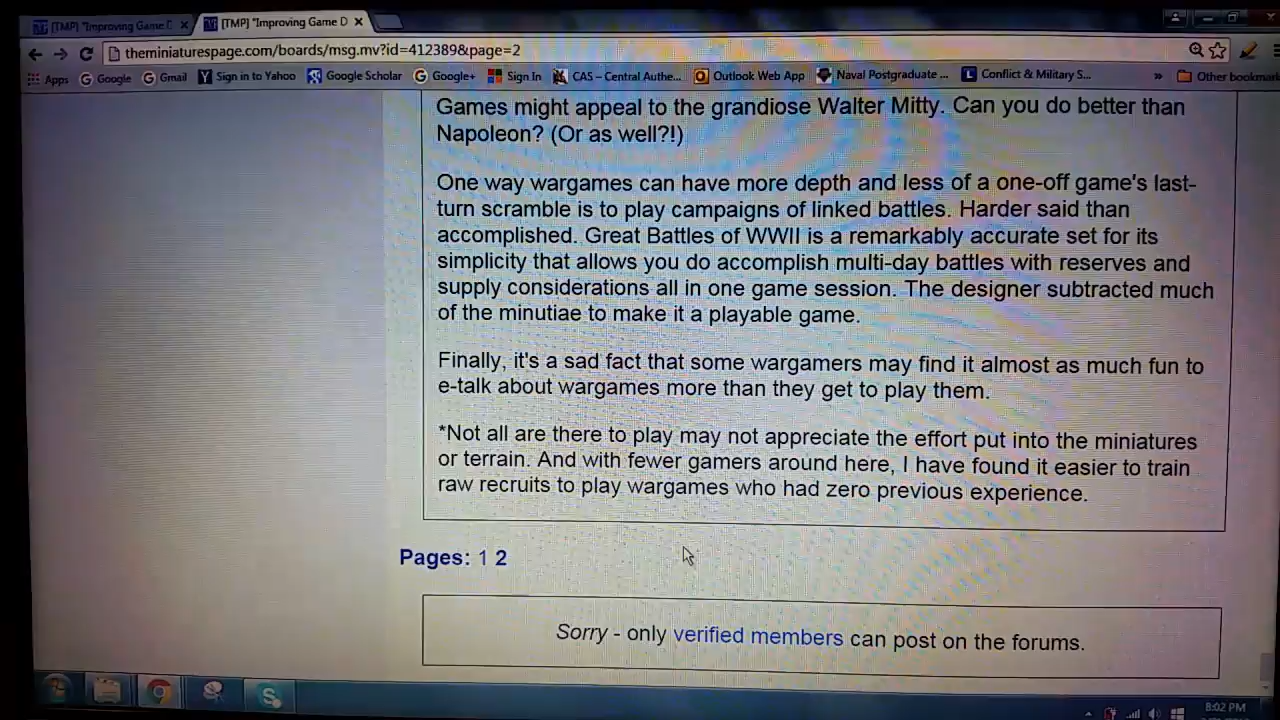 [TMP] "Improving Game D
[TMP] "Improving Game D
theminiaturespage.com/boards/msg.mv?id=412389&page=2
Apps Google Gmail Sign in to Yahoo Google Scholar Google+ Sign In CAS – Central Authe... Outlook Web App Naval Postgraduate ... Conflict & Military S... » Other bookmar
Games might appeal to the grandiose Walter Mitty. Can you do better than
Napoleon? (Or as well?!)
One way wargames can have more depth and less of a one-off game's last-
turn scramble is to play campaigns of linked battles. Harder said than
accomplished. Great Battles of WWII is a remarkably accurate set for its
simplicity that allows you do accomplish multi-day battles with reserves and
supply considerations all in one game session. The designer subtracted much
of the minutiae to make it a playable game.
Finally, it's a sad fact that some wargamers may find it almost as much fun to
e-talk about wargames more than they get to play them.
*Not all are there to play may not appreciate the effort put into the miniatures
or terrain. And with fewer gamers around here, I have found it easier to train
raw recruits to play wargames who had zero previous experience.
Pages: 1 2
Sorry - only verified members can post on the forums.
8:02 PM